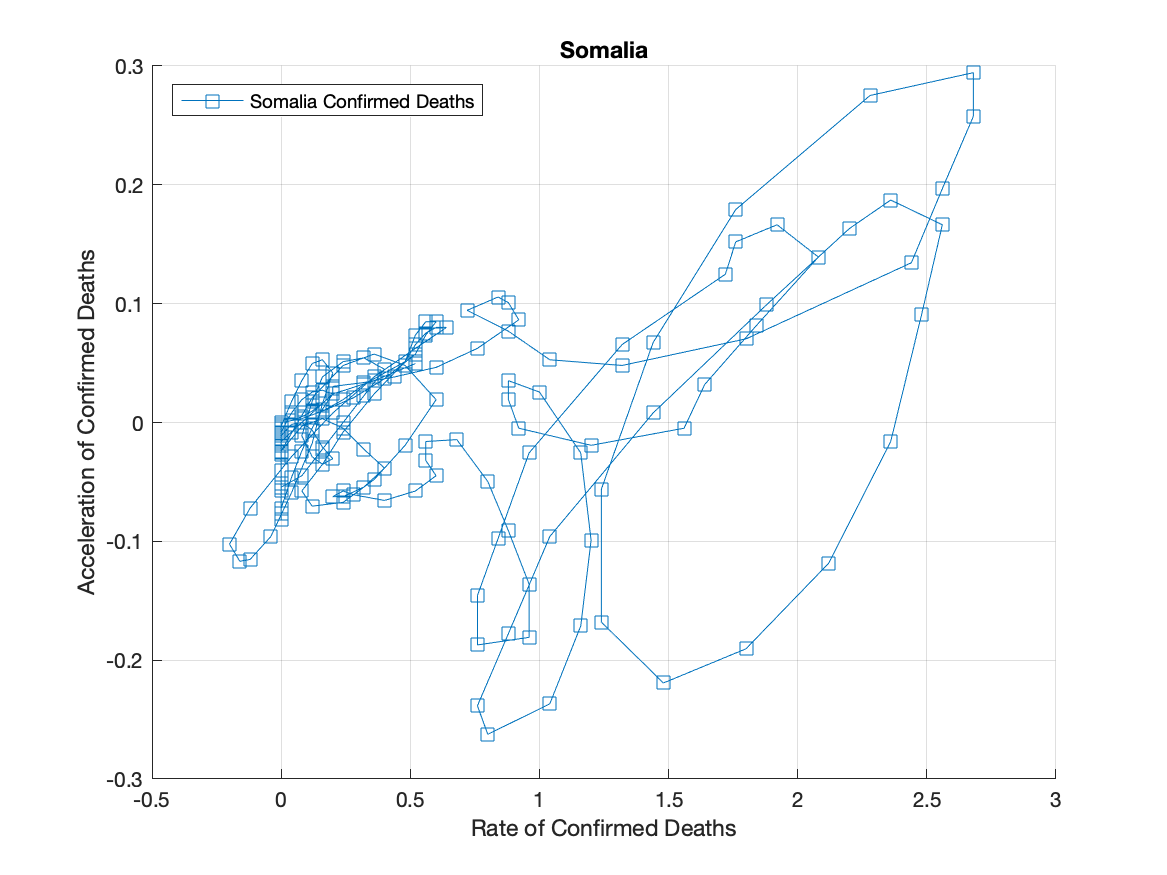 Somalia
0.3
Somalia Confirmed Deaths
0.2
0.1
0
-0.1
-0.2
-0.3
Acceleration of Confirmed Deaths
-0.5 0 0.5 1 1.5 2 2.5 3
Rate of Confirmed Deaths